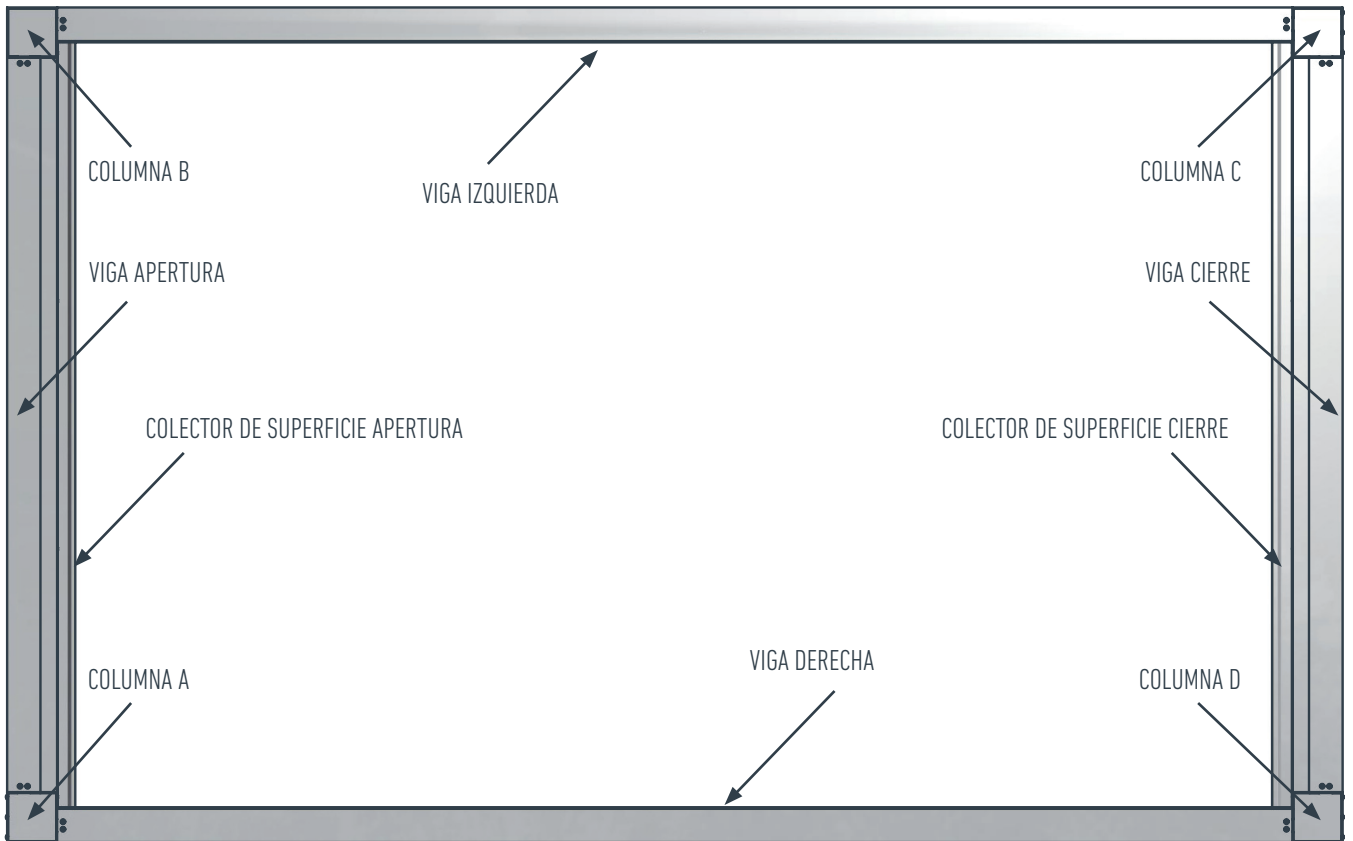 COLUMNA B
COLUMNA C
VIGA IZQUIERDA
VIGA APERTURA
VIGA CIERRE
COLECTOR DE SUPERFICIE APERTURA
COLECTOR DE SUPERFICIE CIERRE
VIGA DERECHA
COLUMNA A
COLUMNA D